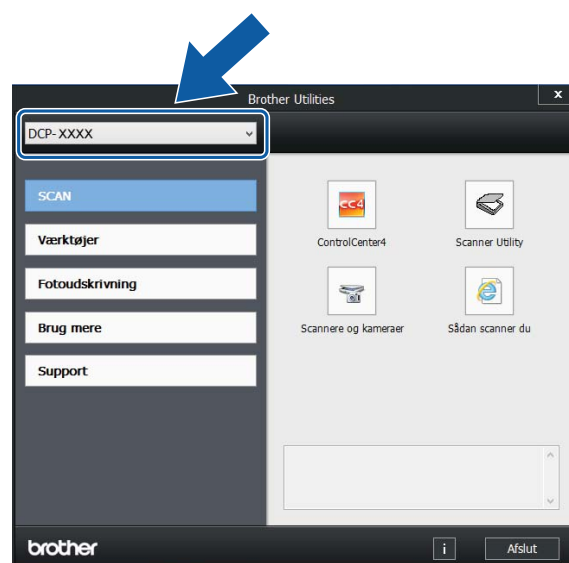 Brother Utilities
x
DCP-XXXX
SCAN
Værktøjer
Fotoudskrivning
Brug mere
Support
CC4
ControlCenter4
Scanner Utility
Scannere og kameraer
Sådan scanner du
brother
i
Afslut